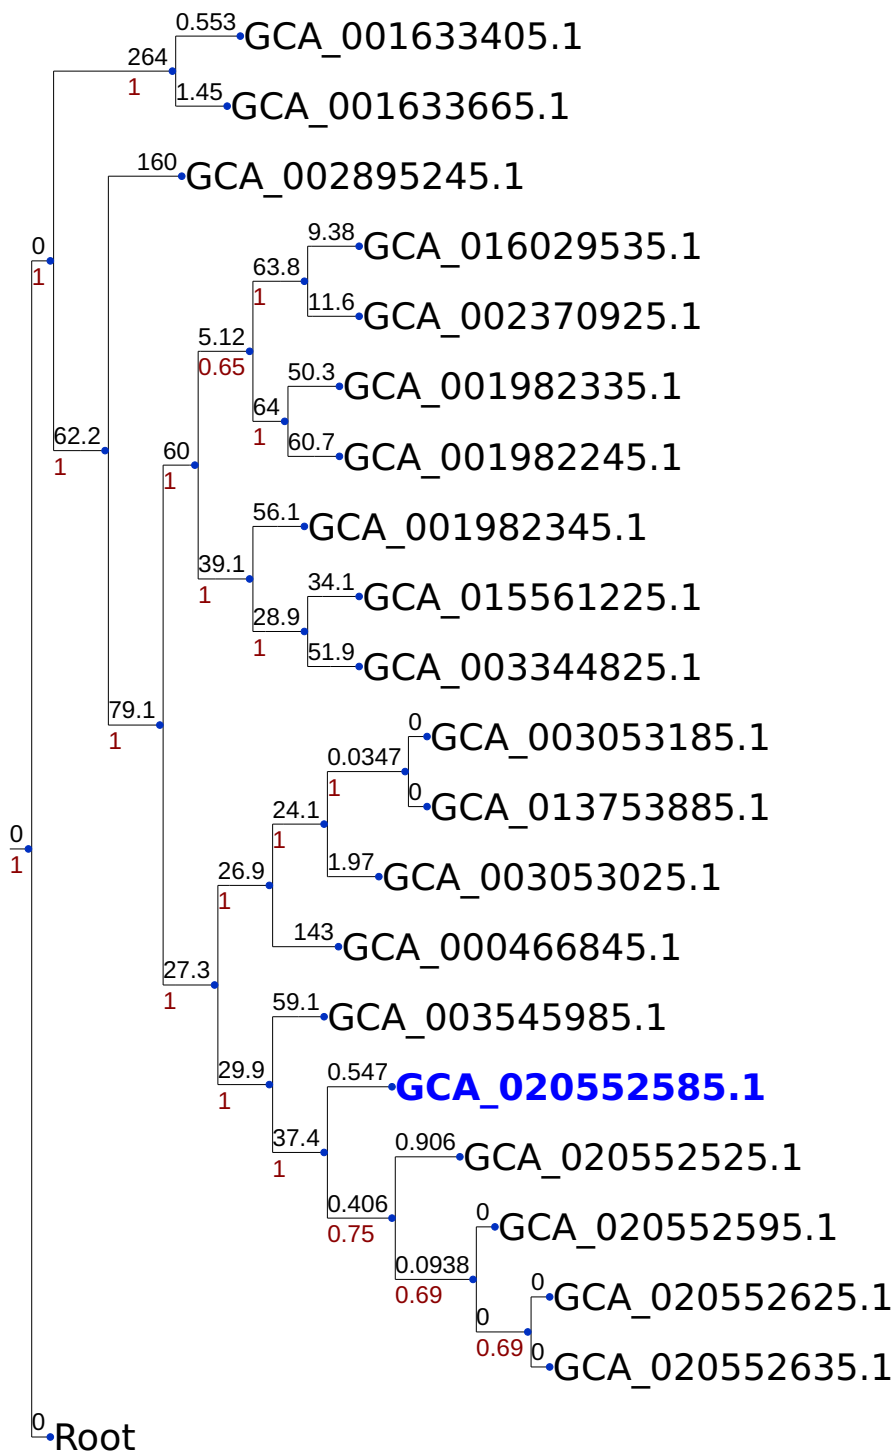 0.553
GCA_001633405.1
264
1
1.45
GCA_001633665.1
160
GCA_002895245.1
9.38
GCA_016029535.1
0
1
63.8
1
11.6
GCA_002370925.1
5.12
0.65
50.3
GCA_001982335.1
64
1
60.7
GCA_001982245.1
62.2
1
60
1
56.1
GCA_001982345.1
39.1
1
34.1
GCA_015561225.1
28.9
1
51.9
GCA_003344825.1
79.1
1
0
GCA_003053185.1
0.0347
1
0
GCA_013753885.1
24.1
1
0
1
1.97
GCA_003053025.1
26.9
1
143
GCA_000466845.1
27.3
1
59.1
GCA_003545985.1
29.9
1
0.547
GCA_020552585.1
37.4
1
0.906
GCA_020552525.1
0.406
0.75
0
GCA_020552595.1
0.0938
0.69
0
GCA_020552625.1
0
0.69
0
GCA_020552635.1
0
Root